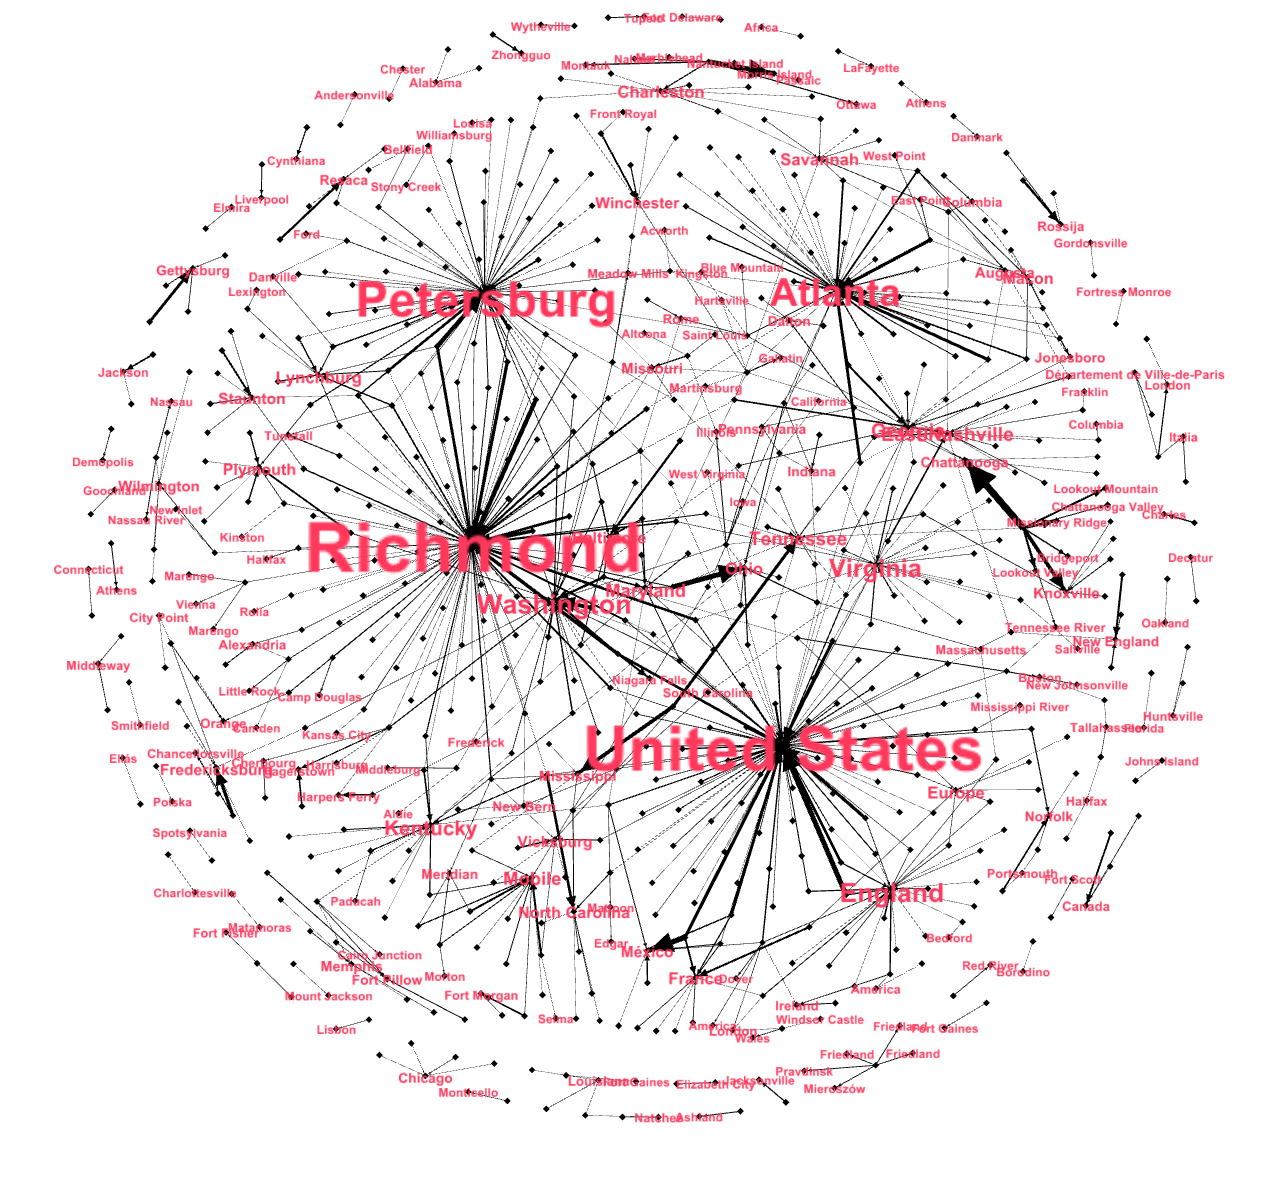 Tupelo
Fort Delaware
Wytheville
Africa
Zhongguo
Marblehead
Nantucket Island
Montauk
Morris Island
Passaic
LaFayette
Chester
Alabama
Charleston
Andersonville
Ottawa
Athens
Front Royal
Louisa
Williamsburg
Danmark
Bellfield
Cynthiana
Savannah
West Point
Resaca
Stony Creek
Liverpool
Elmira
Winchester
East Point
Columbia
Rossija
Ford
Acworth
Gordonsville
Gettysburg
Danville
Meadow Mills
Kingston
Blue Mountain
Augusta
Macon
Lexington
Petersburg
Atlanta
Hartsville
Fortress Monroe
Rome
Dalton
Altoona
Saint Louis
Gallatin
Jonesboro
Jackson
Lynchburg
Missouri
Département de Ville-de-Paris
Martinsburg
London
Staunton
Franklin
Nassau
California
Columbia
Tunstall
Illinois
Pennsylvania
Georgia
East Nashville
Italia
Demopolis
Plymouth
West Virginia
Indiana
Chattanooga
Goochland
Wilmington
Lookout Mountain
New Inlet
Iowa
Chattanooga Valley
Nassau River
Charles
Missionary Ridge
Kinston
Richmond
Baltimore
Tennessee
Halifax
Bridgeport
Decatur
Connecticut
Marengo
Ohio
Virginia
Lookout Valley
Athens
Maryland
Knoxville
Vienna
Rolla
Washington
City Point
Oakland
Marengo
Tennessee River
New England
Alexandria
Massachusetts
Saltville
Middleway
Niagara Falls
Boston
New Johnsonville
Little Rock
Camp Douglas
South Carolina
Mississippi River
Huntsville
Smithfield
Orange
Camden
Tallahassee
Florida
Kansas City
Frederick
Chancellorsville
United States
Elias
Cherbourg
Harrisburg
Johns Island
Fredericksburg
Hagerstown
Middleburg
Mississippi
Harpers Ferry
Europe
Polska
New Bern
Halifax
Aldie
Norfolk
Spotsylvania
Kentucky
Vicksburg
Meridian
Mobile
Portsmouth
Fort Scott
Charlottesville
England
Paducah
Canada
North Carolina
Matamoras
Fort Fisher
Edgar
Bedford
México
Cairo Junction
Memphis
Red River
Borodino
Morton
Fort Pillow
France
Dover
Mount Jackson
Fort Morgan
America
Ireland
Selma
Windsor Castle
Lisbon
America
London
Friedland
Fort Gaines
Wales
Friedland
Friedland
Chicago
Pravdinsk
Louisiana
Fort Gaines
Elizabeth City
Jacksonville
Monticello
Mieroszów
Natchez
Ashland